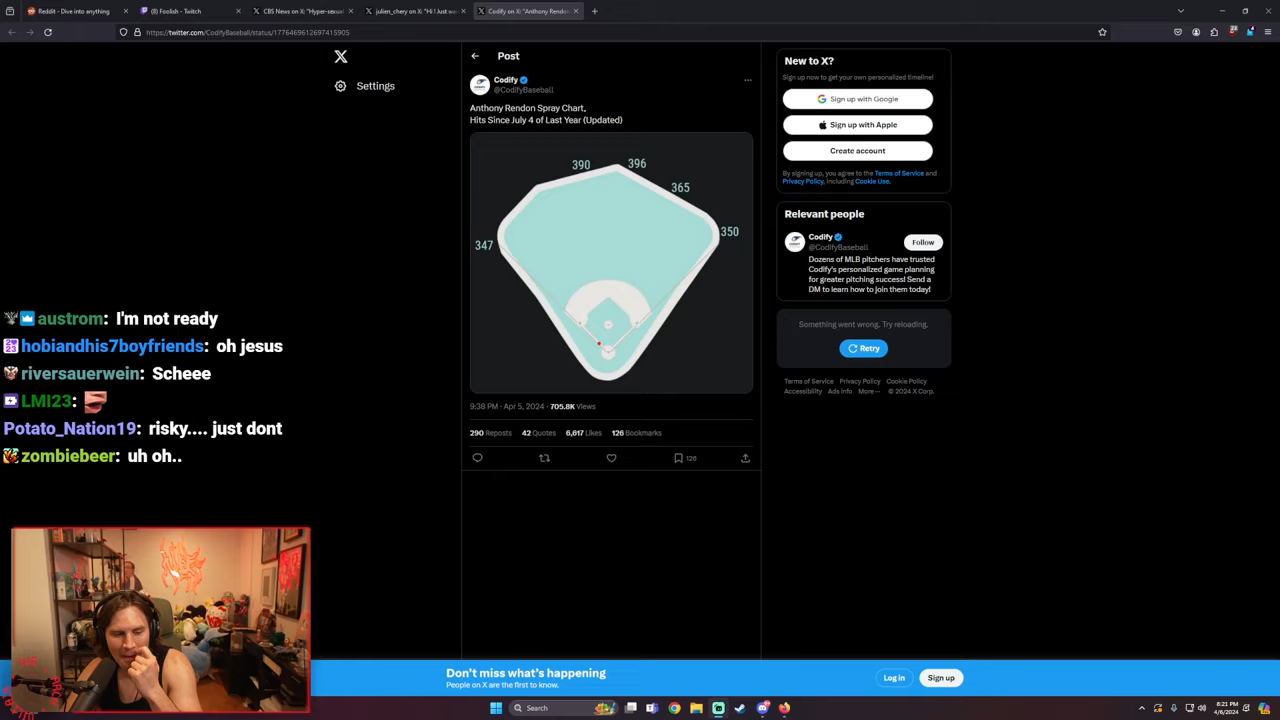 Reddit - Dive into anything
(8) Foolish - Twitch
CBS News on X: "Hyper-sexual
julien_chery on X: "Hi ! Just wa
Codify on X: "Anthony Rendon
https://twitter.com/CodifyBaseball/status/1776469612697415905
Settings
Post
Codify
@CodifyBaseball
Anthony Rendon Spray Chart,
Hits Since July 4 of Last Year (Updated)
390
396
365
350
347
9:38 PM · Apr 5, 2024 · 705.8K Views
290 Reposts 42 Quotes 6,617 Likes 126 Bookmarks
126
New to X?
Sign up now to get your own personalized timeline!
Sign up with Google
Sign up with Apple
Create account
By signing up, you agree to the Terms of Service and
Privacy Policy, including Cookie Use.
Relevant people
Codify
@CodifyBaseball
Follow
Dozens of MLB pitchers have trusted
Codify's personalized game planning
for greater pitching success! Send a
DM to learn how to join them today!
Something went wrong. Try reloading.
Retry
Terms of Service Privacy Policy Cookie Policy
Accessibility Ads info More ··· © 2024 X Corp.
austrom: I'm not ready
hobiandhis7boyfriends: oh jesus
riversauerwein: Scheee
LMI23:
Potato_Nation19: risky.... just dont
zombiebeer: uh oh..
Don't miss what's happening
People on X are the first to know.
Log in
Sign up
Search
8:21 PM
4/6/2024